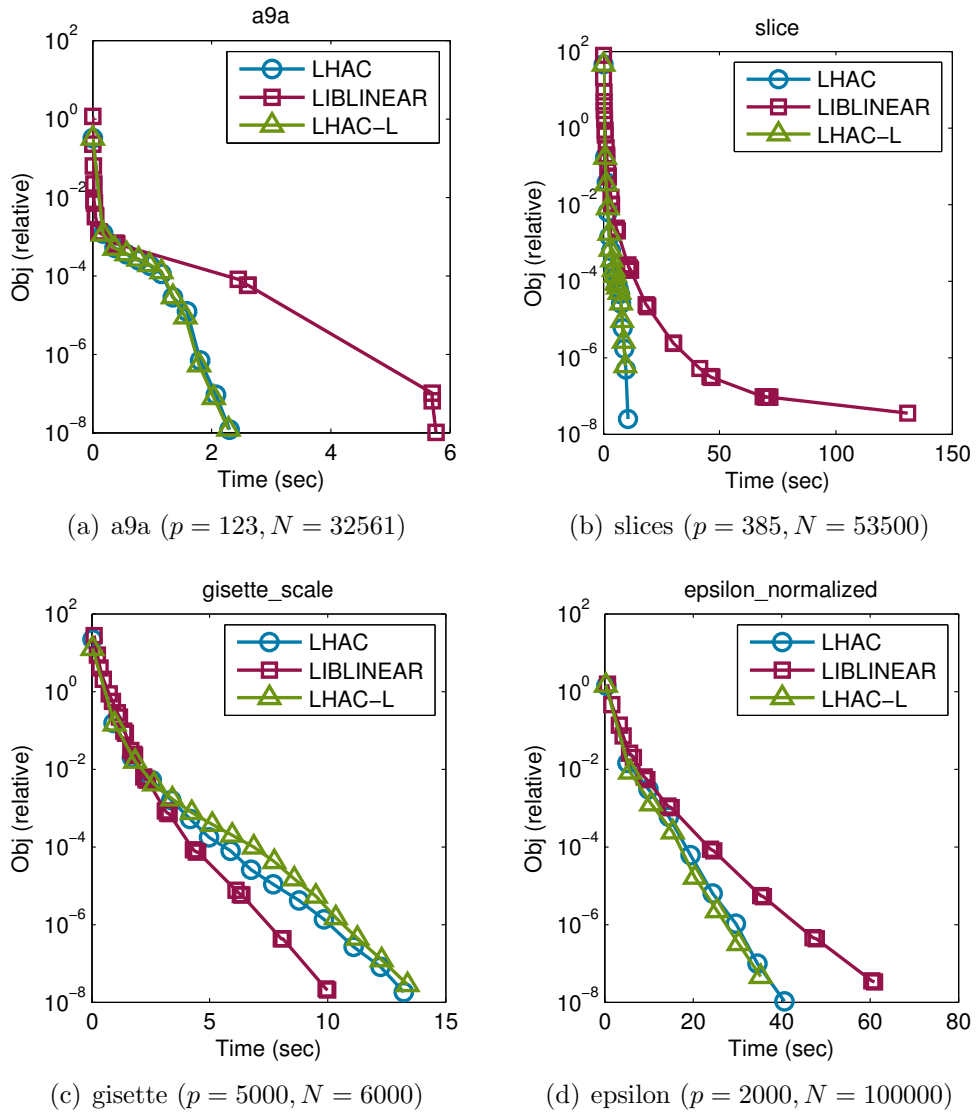 a9a
10^2
10^0
10^-2
10^-4
10^-6
10^-8
Obj (relative)
0 2 4 6
Time (sec)
LHAC
LIBLINEAR
LHAC-L
(a) a9a (p = 123, N = 32561)
slice
10^2
10^0
10^-2
10^-4
10^-6
10^-8
Obj (relative)
0 50 100 150
Time (sec)
LHAC
LIBLINEAR
LHAC-L
(b) slices (p = 385, N = 53500)
gisette_scale
10^2
10^0
10^-2
10^-4
10^-6
10^-8
Obj (relative)
0 5 10 15
Time (sec)
LHAC
LIBLINEAR
LHAC-L
(c) gisette (p = 5000, N = 6000)
epsilon_normalized
10^2
10^0
10^-2
10^-4
10^-6
10^-8
Obj (relative)
0 20 40 60 80
Time (sec)
LHAC
LIBLINEAR
LHAC-L
(d) epsilon (p = 2000, N = 100000)